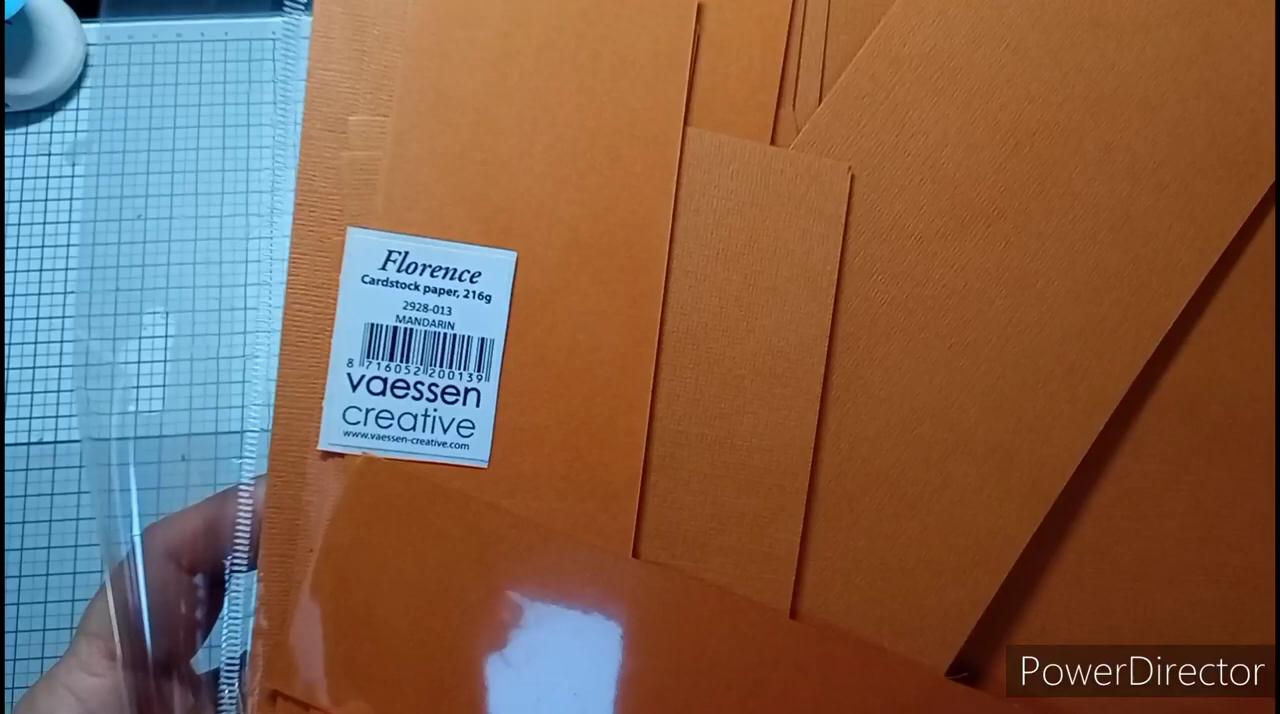 Florence
Cardstock paper, 216g
2928-013
MANDARIN
8 716052 200139
vaessen
creative
www.vaessen-creative.com
PowerDirector